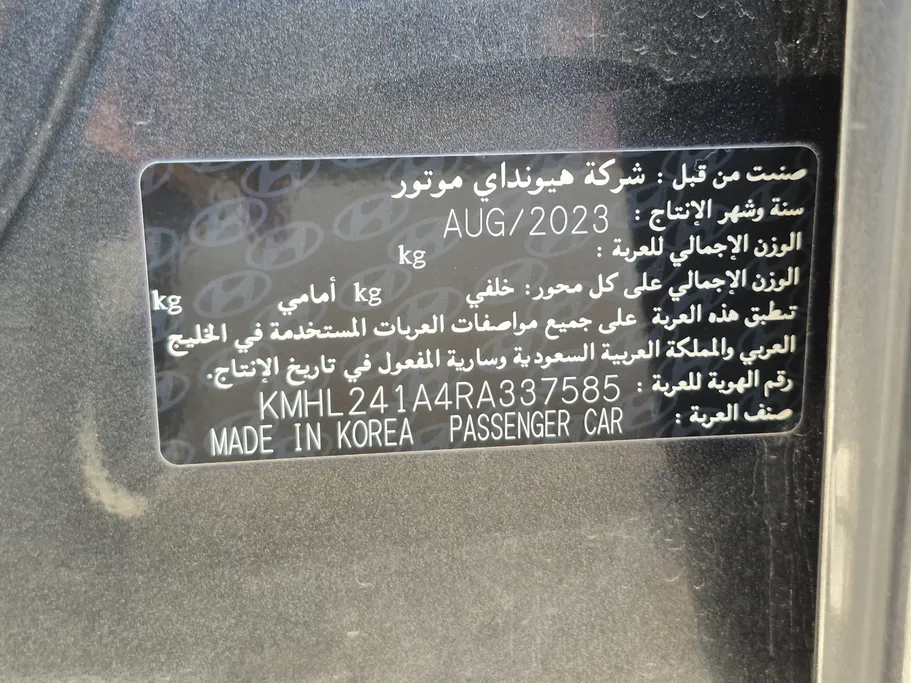 صنعت من قبل : شركة هيونداي موتور
سنة وشهر الإنتاج : AUG/2023
الوزن الإجمالي للعربة : kg
الوزن الإجمالي على كل محور: خلفي kg أمامي kg
تنطبق هذه العربة على جميع مواصفات العربات المستخدمة في الخليج
العربي والمملكة العربية السعودية وسارية المفعول في تاريخ الإنتاج.
رقم الهوية للعربة : KMHL241A4RA337585
صنف العربة : MADE IN KOREA PASSENGER CAR